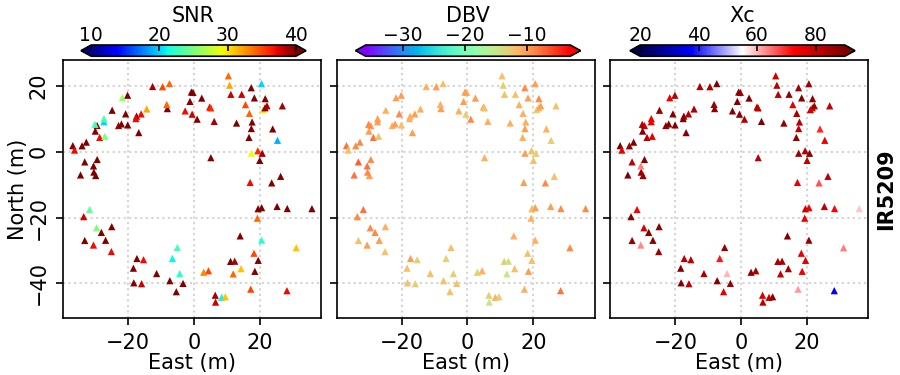 SNR DBV Xc
10 20 30 40 −30 −20 −10 20 40 60 80
20
0
−20
−40
North (m)
−20 0 20 −20 0 20 −20 0 20
East (m) East (m) East (m)
IR5209